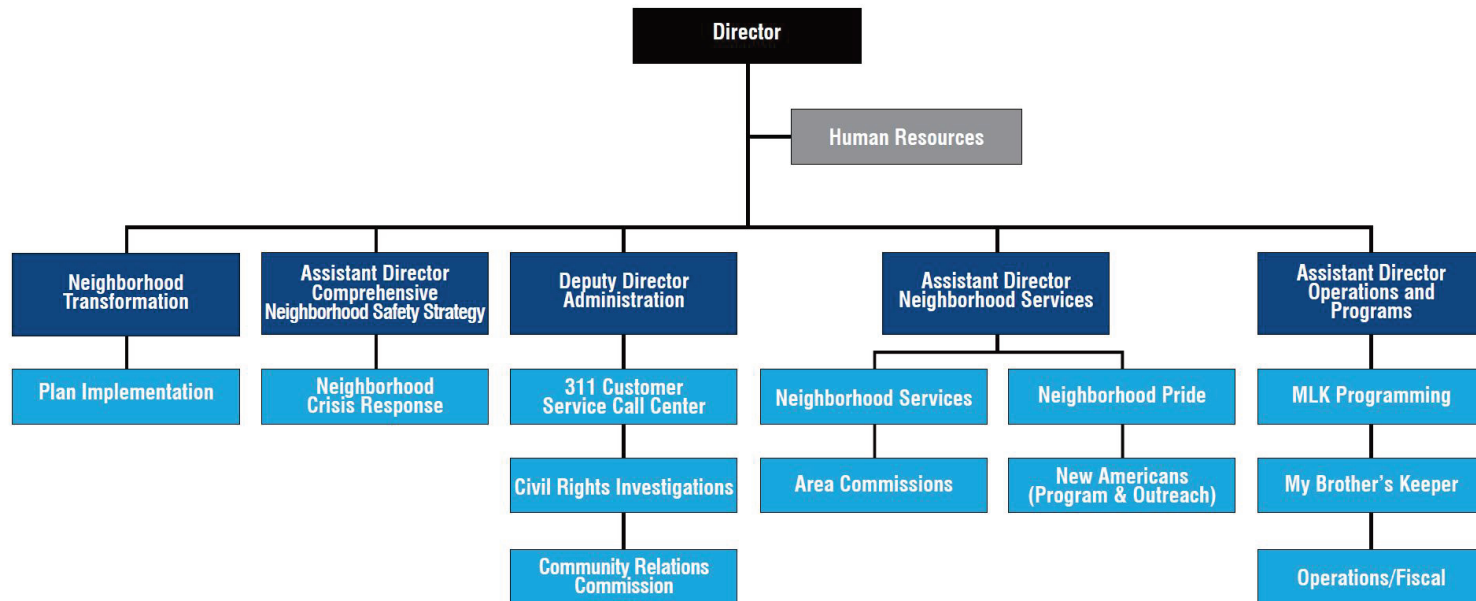 Director
Human Resources
Neighborhood
Transformation
Assistant Director
Comprehensive
Neighborhood Safety Strategy
Deputy Director
Administration
Assistant Director
Neighborhood Services
Assistant Director
Operations and
Programs
Plan Implementation
Neighborhood
Crisis Response
311 Customer
Service Call Center
Neighborhood Services
Neighborhood Pride
MLK Programming
Civil Rights Investigations
Area Commissions
New Americans
(Program & Outreach)
My Brother's Keeper
Community Relations
Commission
Operations/Fiscal